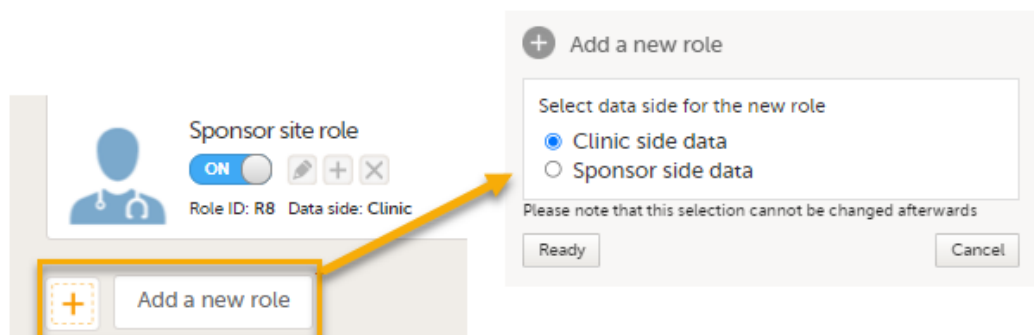 Sponsor site role
ON
Role ID: R8 Data side: Clinic
Add a new role
Add a new role
Select data side for the new role
Clinic side data
Sponsor side data
Please note that this selection cannot be changed afterwards
Ready Cancel